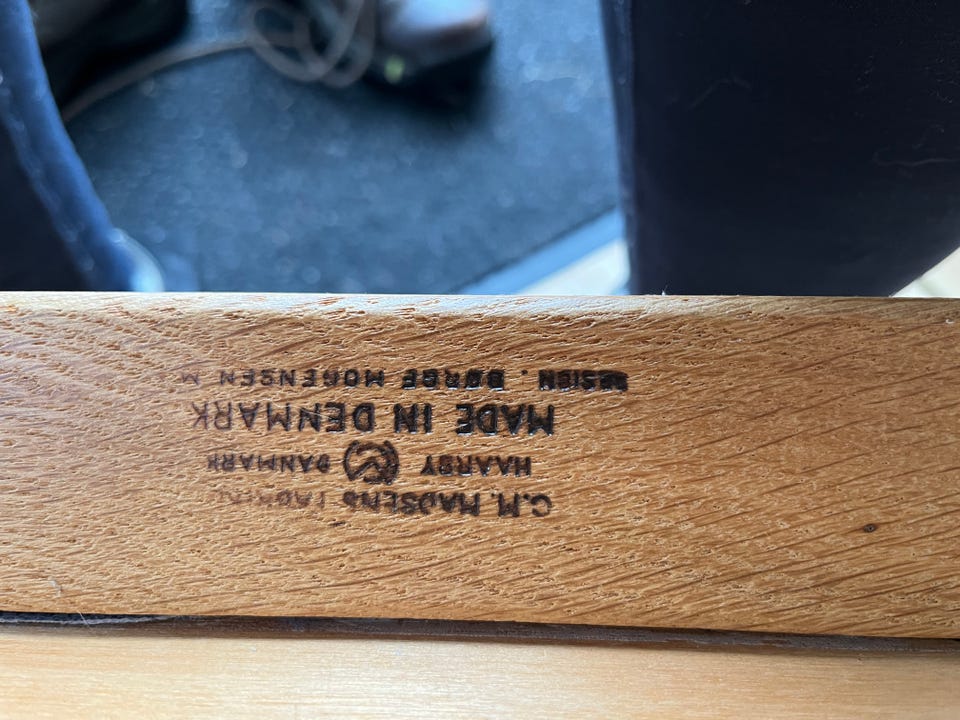 C.M. MADSENS
HAARBY DANMARK
MADE IN DENMARK
DESIGN . BØRGE MOGENSEN M